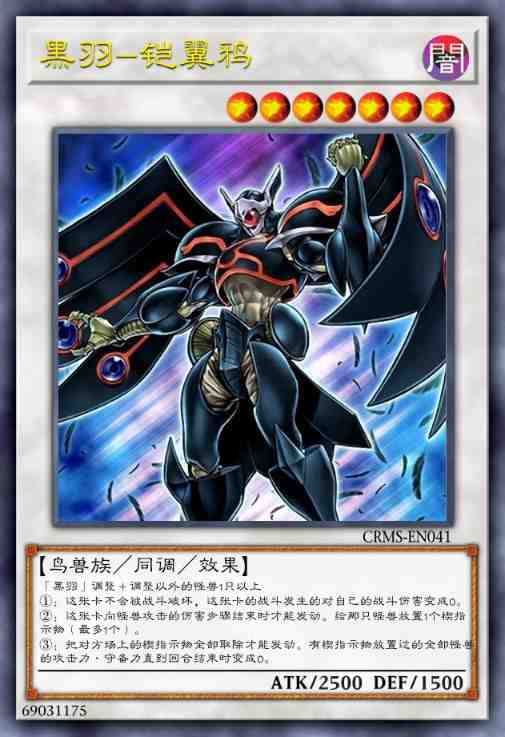 黑羽-铠翼鸦
闇
CRMS-EN041
【鸟兽族／同调／效果】
「黑羽」调整＋调整以外的怪兽1只以上
①：这张卡不会被战斗破坏，这张卡的战斗发生的对自己的战斗伤害变成0。
②：这张卡向怪兽攻击的伤害步骤结束时才能发动。给那只怪兽放置1个楔指
示物（最多1个）。
③：把对方场上的楔指示物全部取除才能发动。有楔指示物放置过的全部怪兽
的攻击力·守备力直到回合结束时变成0。
ATK/2500 DEF/1500
69031175